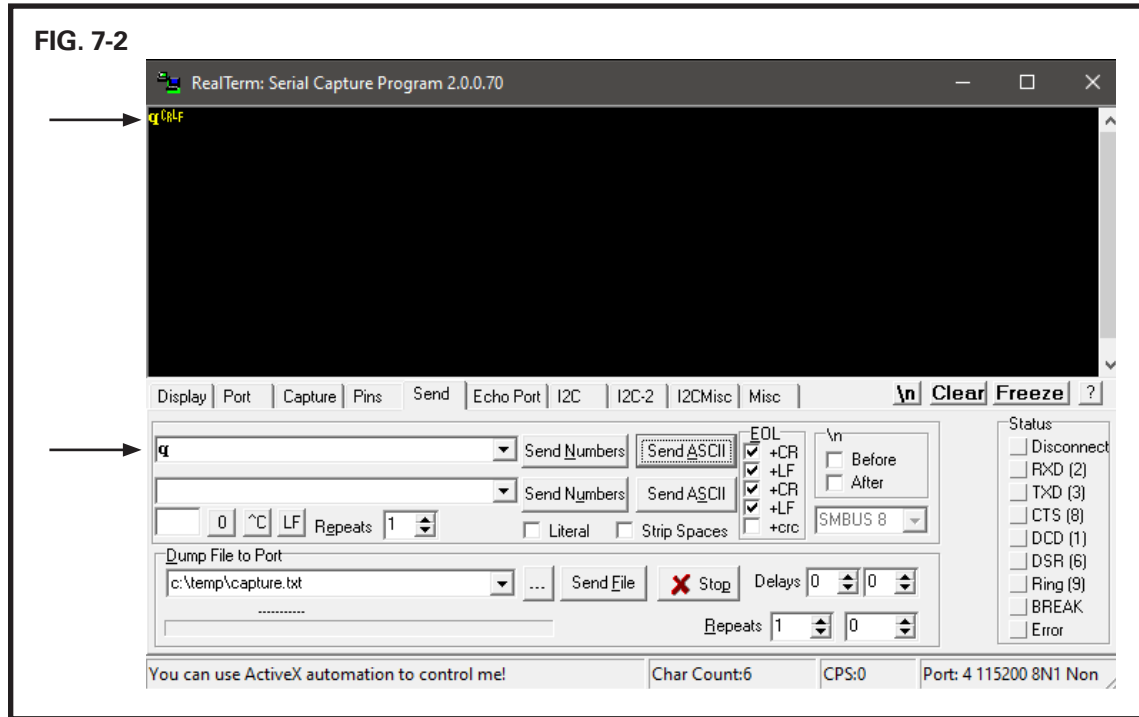 FIG. 7-2
RealTerm: Serial Capture Program 2.0.0.70
qCRLF
Display Port Capture Pins Send Echo Port I2C I2C-2 I2CMisc Misc \n Clear Freeze ?
q Send Numbers Send ASCII
Send Numbers Send ASCII
0 ^C LF Repeats 1 Literal Strip Spaces
EOL
+CR
+LF
+CR
+LF
+crc
\n
Before
After
SMBUS 8
Dump File to Port
c:\temp\capture.txt ... Send File Stop Delays 0 0
-----------
Repeats 1 0
Status
Disconnect
RXD (2)
TXD (3)
CTS (8)
DCD (1)
DSR (6)
Ring (9)
BREAK
Error
You can use ActiveX automation to control me! Char Count:6 CPS:0 Port: 4 115200 8N1 Non